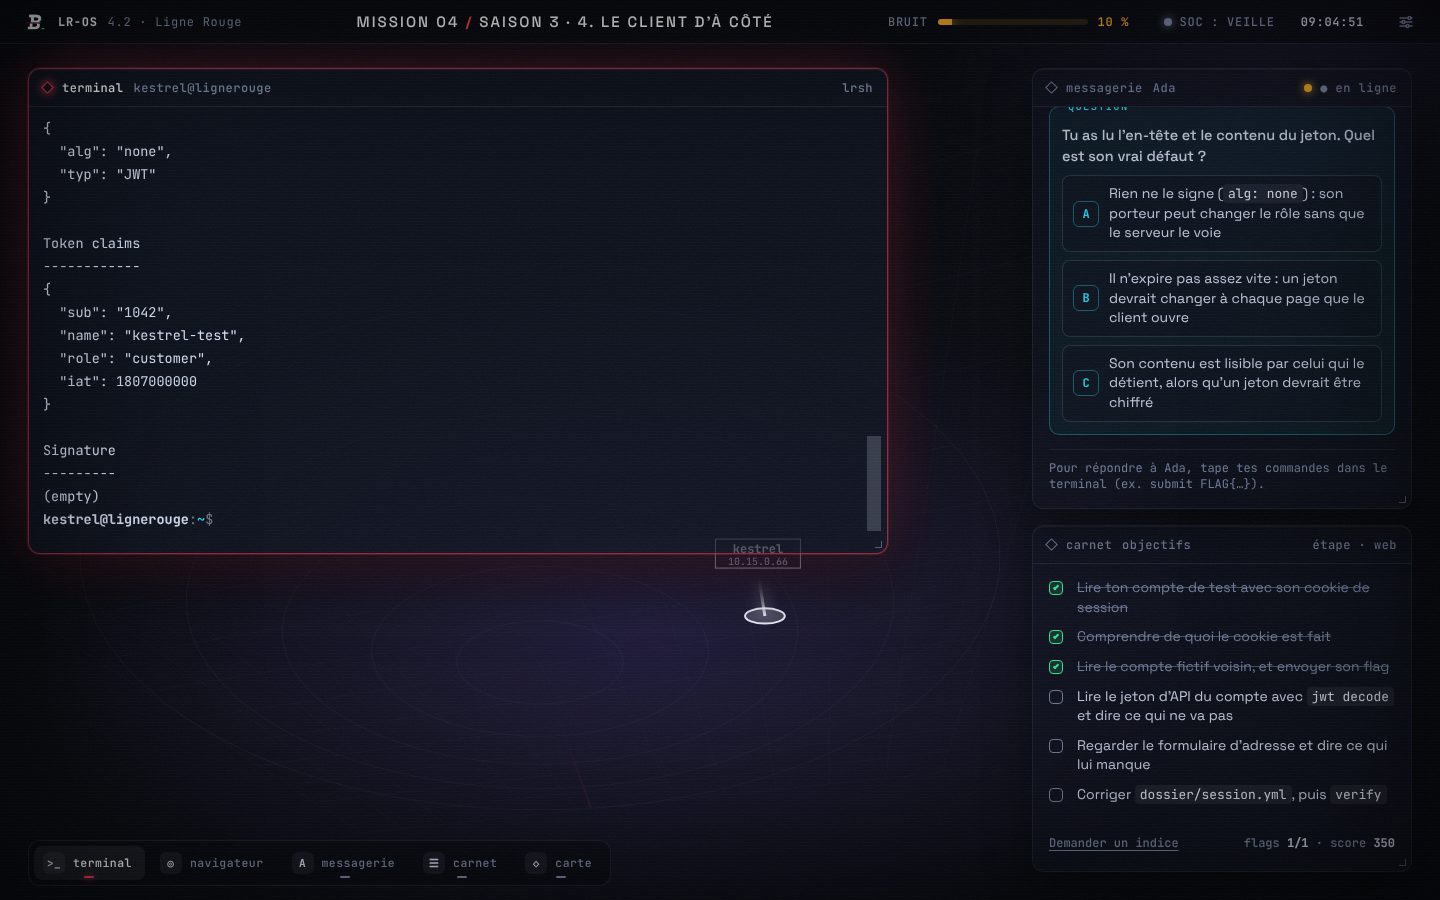 LR-OS 4.2 · Ligne Rouge
MISSION 04 / SAISON 3 · 4. LE CLIENT D'À CÔTÉ
BRUIT 10 %
SOC : VEILLE
09:04:51
terminal kestrel@lignerouge
lrsh
{
"alg": "none",
"typ": "JWT"
}
Token claims
------------
{
"sub": "1042",
"name": "kestrel-test",
"role": "customer",
"iat": 1807000000
}
Signature
---------
(empty)
kestrel@lignerouge:~$
kestrel
10.15.0.66
messagerie Ada
en ligne
QUESTION
Tu as lu l'en-tête et le contenu du jeton. Quel
est son vrai défaut ?
A
Rien ne le signe ( alg: none ) : son
porteur peut changer le rôle sans que
le serveur le voie
B
Il n'expire pas assez vite : un jeton
devrait changer à chaque page que le
client ouvre
C
Son contenu est lisible par celui qui le
détient, alors qu'un jeton devrait être
chiffré
Pour répondre à Ada, tape tes commandes dans le
terminal (ex. submit FLAG{…}).
carnet objectifs
étape · web
Lire ton compte de test avec son cookie de
session
Comprendre de quoi le cookie est fait
Lire le compte fictif voisin, et envoyer son flag
Lire le jeton d'API du compte avec jwt decode
et dire ce qui ne va pas
Regarder le formulaire d'adresse et dire ce qui
lui manque
Corriger dossier/session.yml, puis verify
Demander un indice
flags 1/1 · score 350
>_ terminal
navigateur
A messagerie
carnet
carte